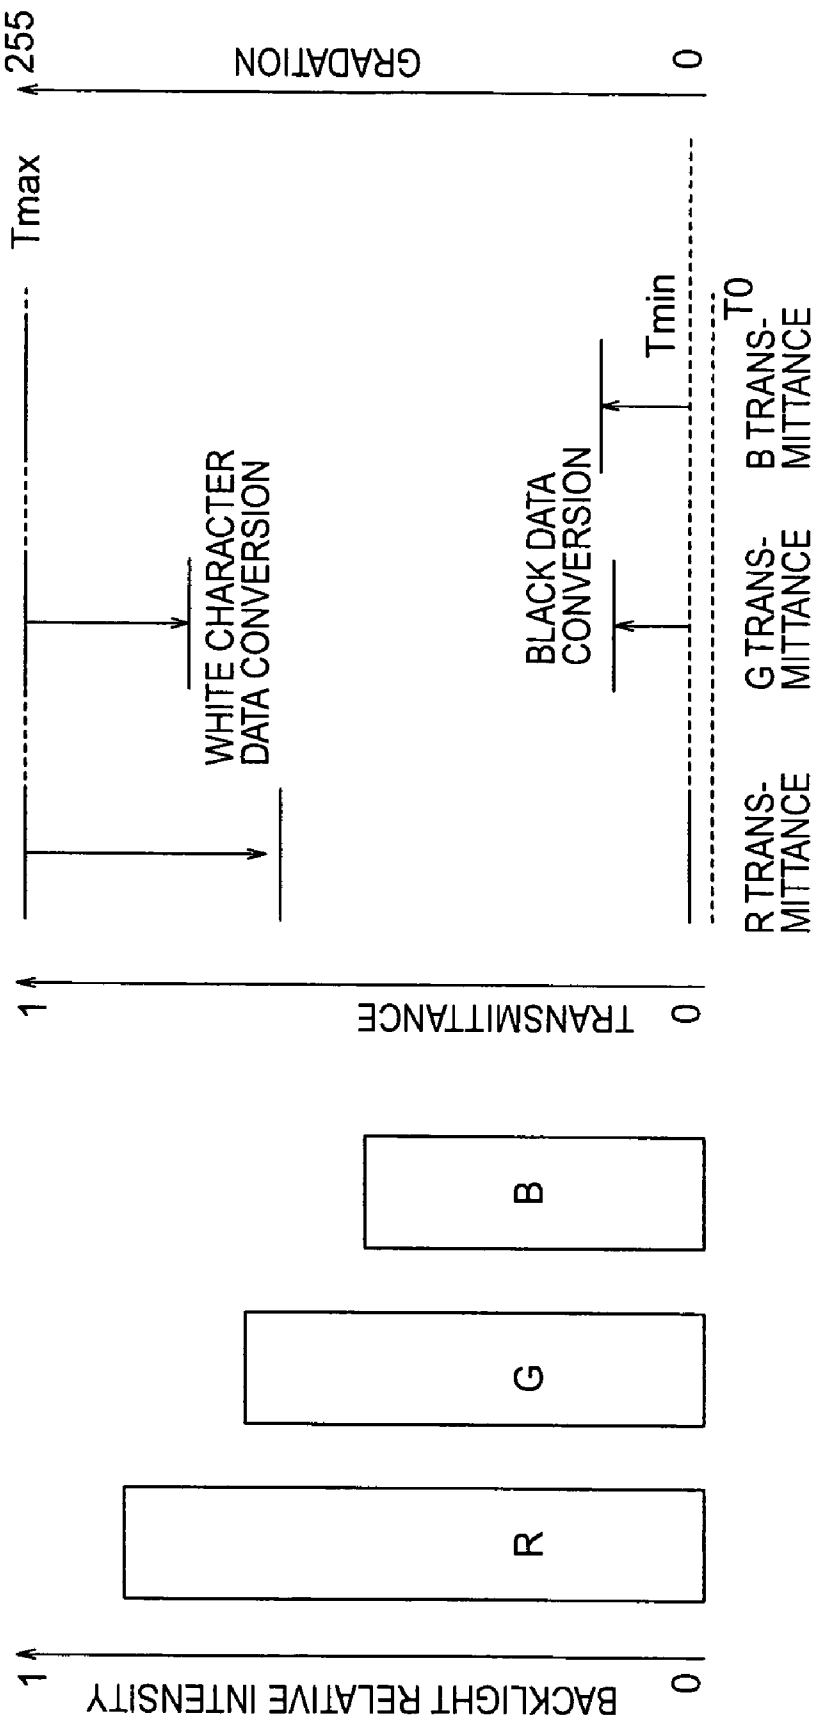 BACKLIGHT RELATIVE INTENSITY
1
0
R
G
B
TRANSMITTANCE
1
0
Tmax
WHITE CHARACTER
DATA CONVERSION
BLACK DATA
CONVERSION
Tmin
T0
R TRANS-
MITTANCE
G TRANS-
MITTANCE
B TRANS-
MITTANCE
GRADATION
255
0